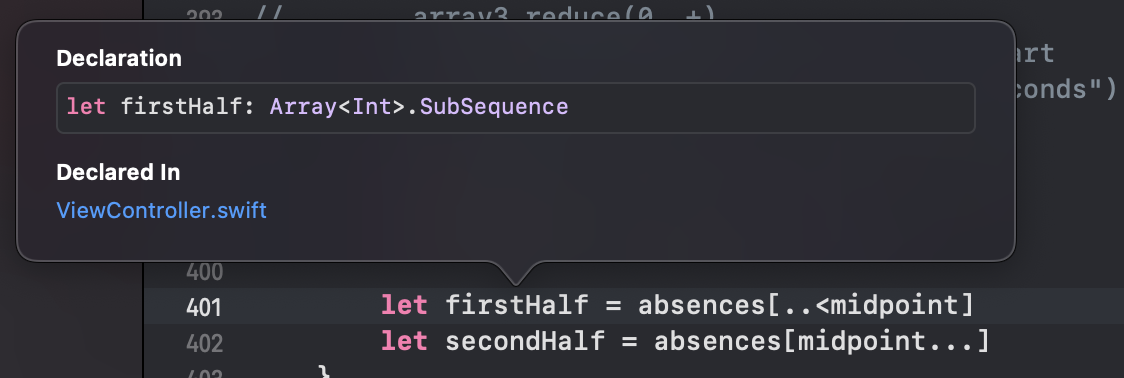 393 // array3.reduce(0, +)
Declaration
art
let firstHalf: Array<Int>.SubSequence
conds")
Declared In
ViewController.swift
400
401 let firstHalf = absences[..<midpoint]
402 let secondHalf = absences[midpoint...]
403 }